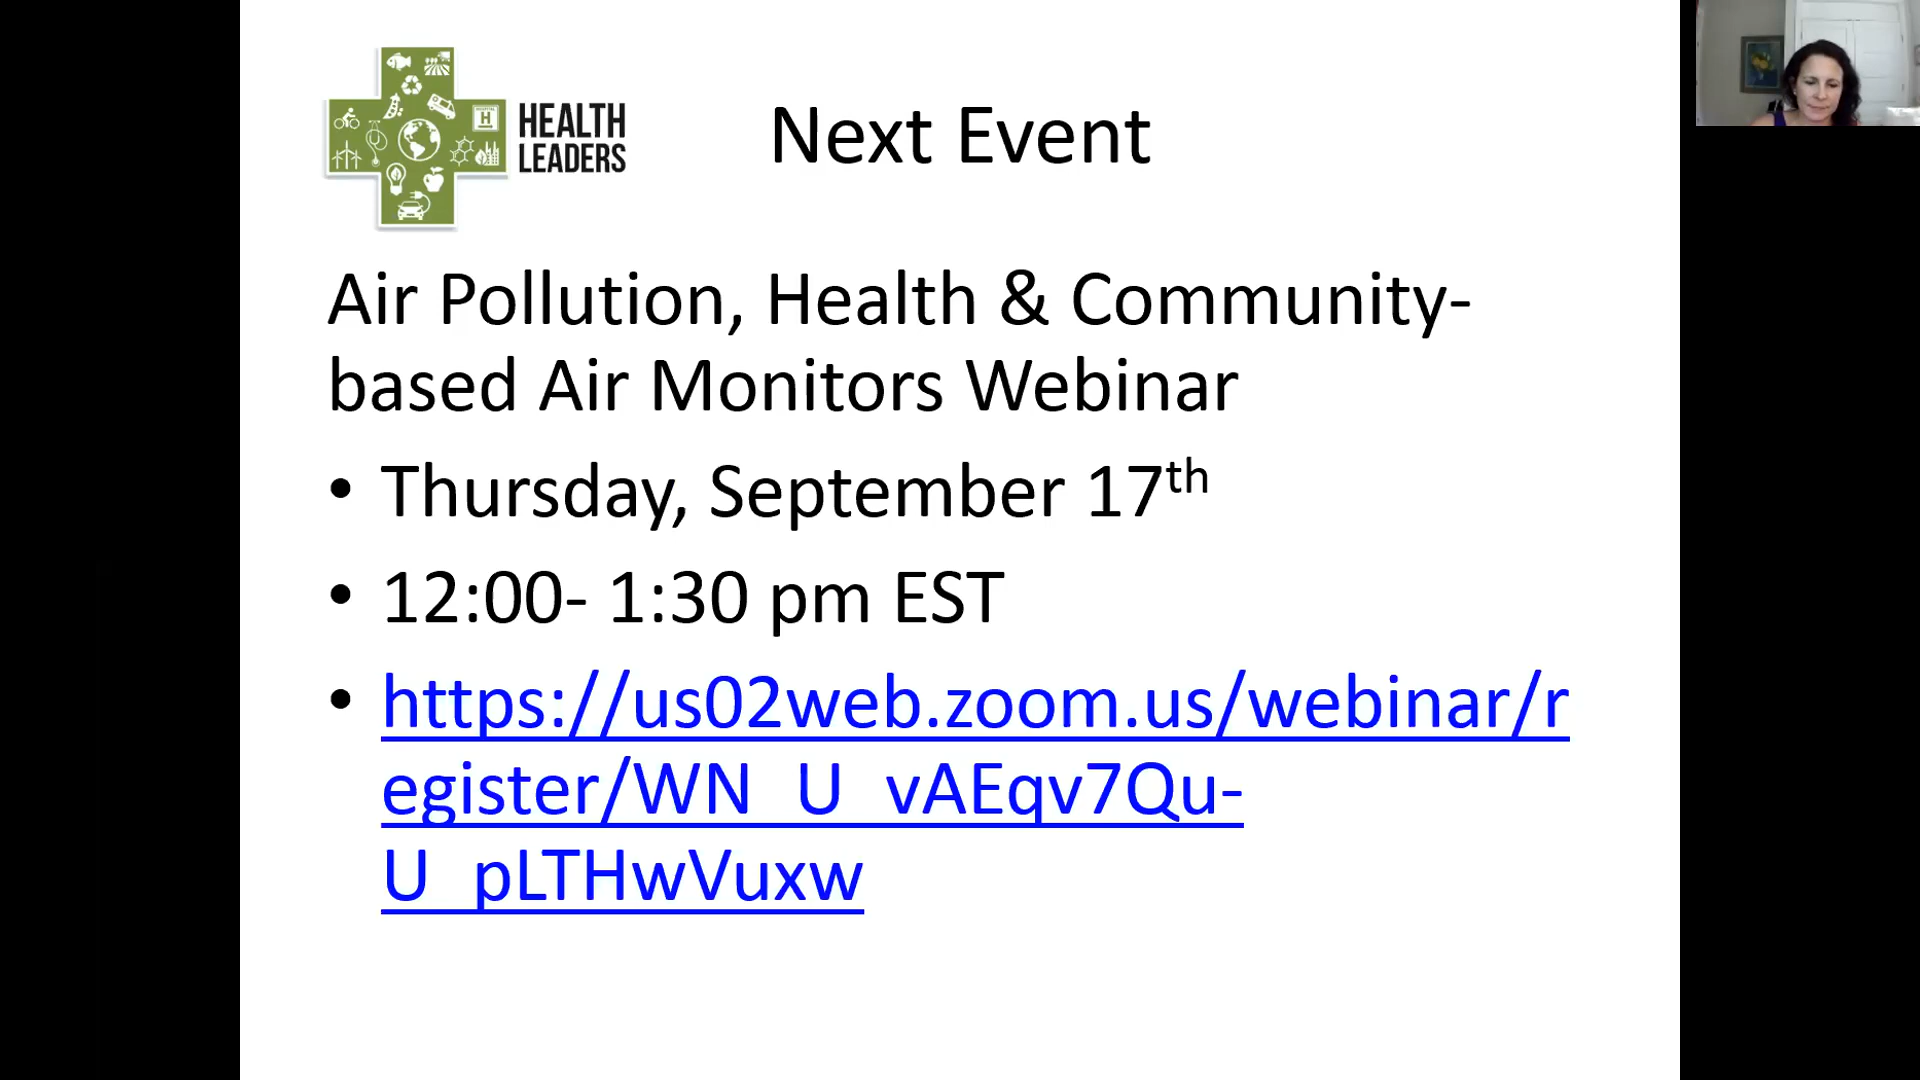 HEALTH
LEADERS
Next Event
Air Pollution, Health & Community-
based Air Monitors Webinar
• Thursday, September 17th
• 12:00- 1:30 pm EST
• https://us02web.zoom.us/webinar/r
egister/WN_U_vAEqv7Qu-
U_pLTHwVuxw